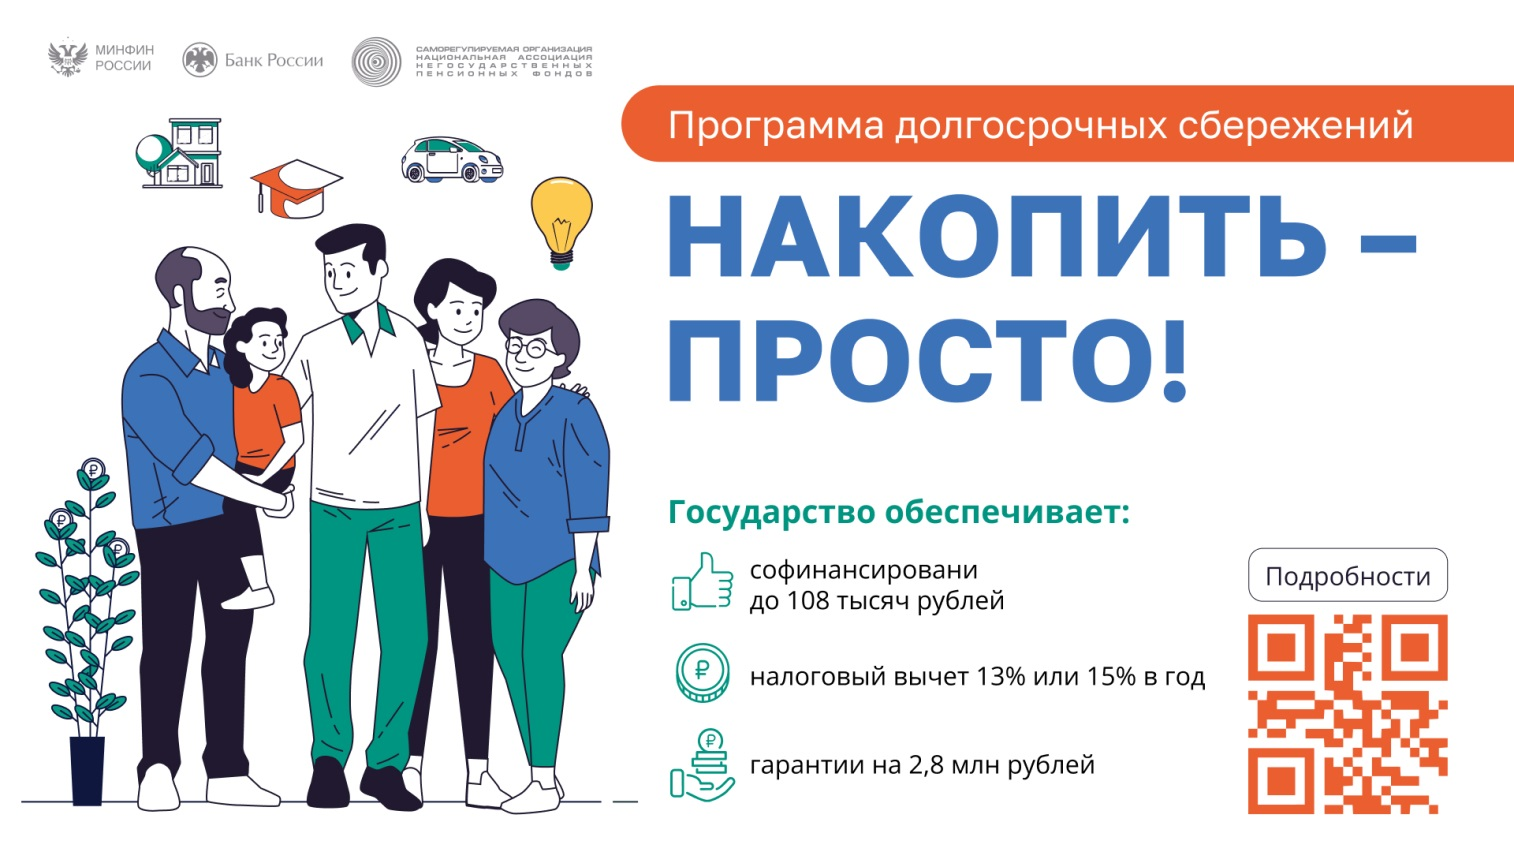 МИНФИН
РОССИИ
Банк России
САМОРЕГУЛИРУЕМАЯ ОРГАНИЗАЦИЯ
НАЦИОНАЛЬНАЯ АССОЦИАЦИЯ
НЕГОСУДАРСТВЕННЫХ
ПЕНСИОННЫХ ФОНДОВ
Программа долгосрочных сбережений
НАКОПИТЬ –
ПРОСТО!
Государство обеспечивает:
софинансировани
до 108 тысяч рублей
налоговый вычет 13% или 15% в год
гарантии на 2,8 млн рублей
Подробности